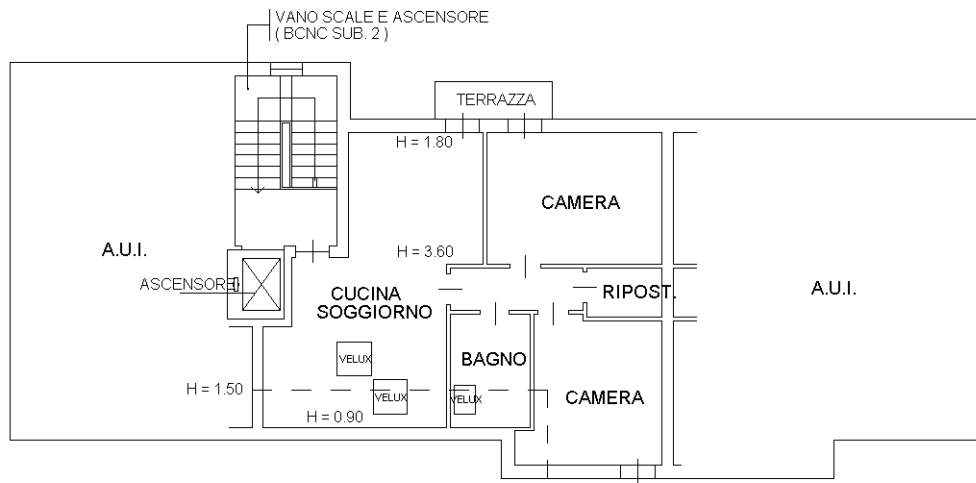 VANO SCALE E ASCENSORE
( BCNC SUB. 2 )
TERRAZZA
H = 1.80
CAMERA
A.U.I.
H = 3.60
ASCENSORE
CUCINA
SOGGIORNO
RIPOST.
A.U.I.
VELUX
BAGNO
H = 1.50
VELUX
VELUX
CAMERA
H = 0.90